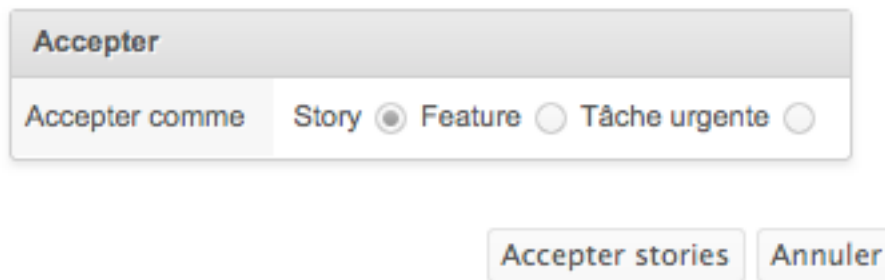 Accepter
Accepter comme Story Feature Tâche urgente
Accepter stories Annuler